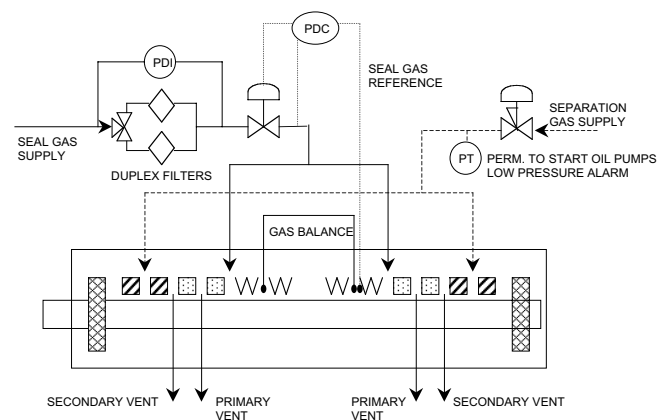 PDC
PDI
SEAL GAS
REFERENCE
SEPARATION
GAS SUPPLY
SEAL GAS
SUPPLY
PT
PERM. TO START OIL PUMPS
LOW PRESSURE ALARM
DUPLEX FILTERS
GAS BALANCE
SECONDARY VENT
PRIMARY
VENT
PRIMARY
VENT
SECONDARY VENT